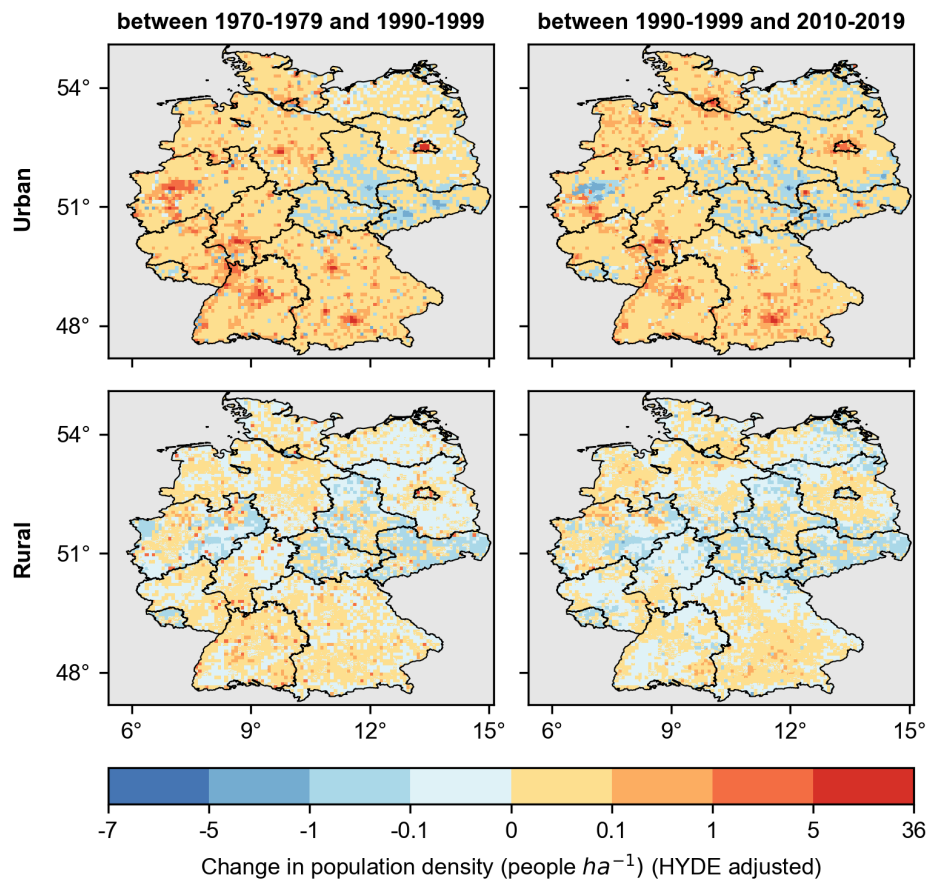 between 1970-1979 and 1990-1999 between 1990-1999 and 2010-2019
54°
Urban
51°
48°
54°
Rural
51°
48°
6° 9° 12° 15° 6° 9° 12° 15°
-7 -5 -1 -0.1 0 0.1 1 5 36
Change in population density (people ha⁻¹) (HYDE adjusted)